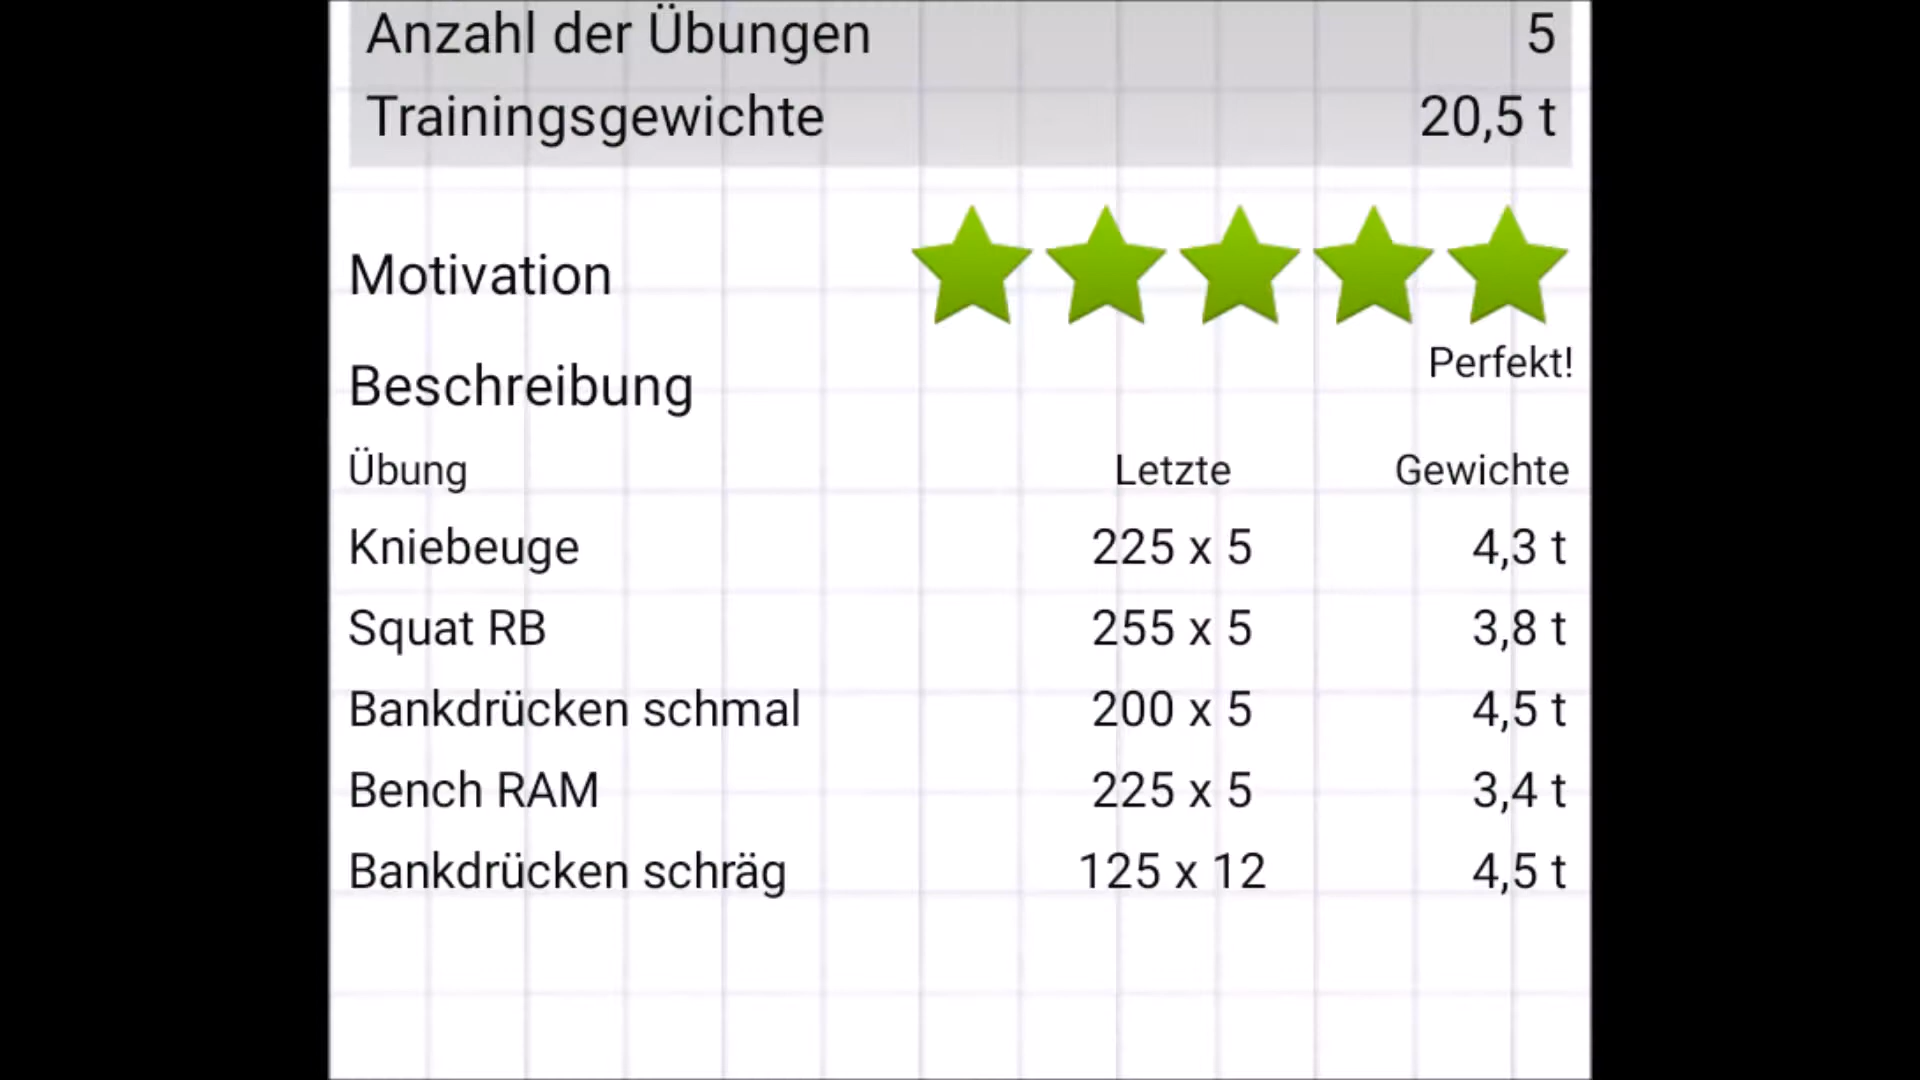 Anzahl der Übungen 5
Trainingsgewichte 20,5 t
Motivation
Beschreibung Perfekt!
Übung Letzte Gewichte
Kniebeuge 225 x 5 4,3 t
Squat RB 255 x 5 3,8 t
Bankdrücken schmal 200 x 5 4,5 t
Bench RAM 225 x 5 3,4 t
Bankdrücken schräg 125 x 12 4,5 t